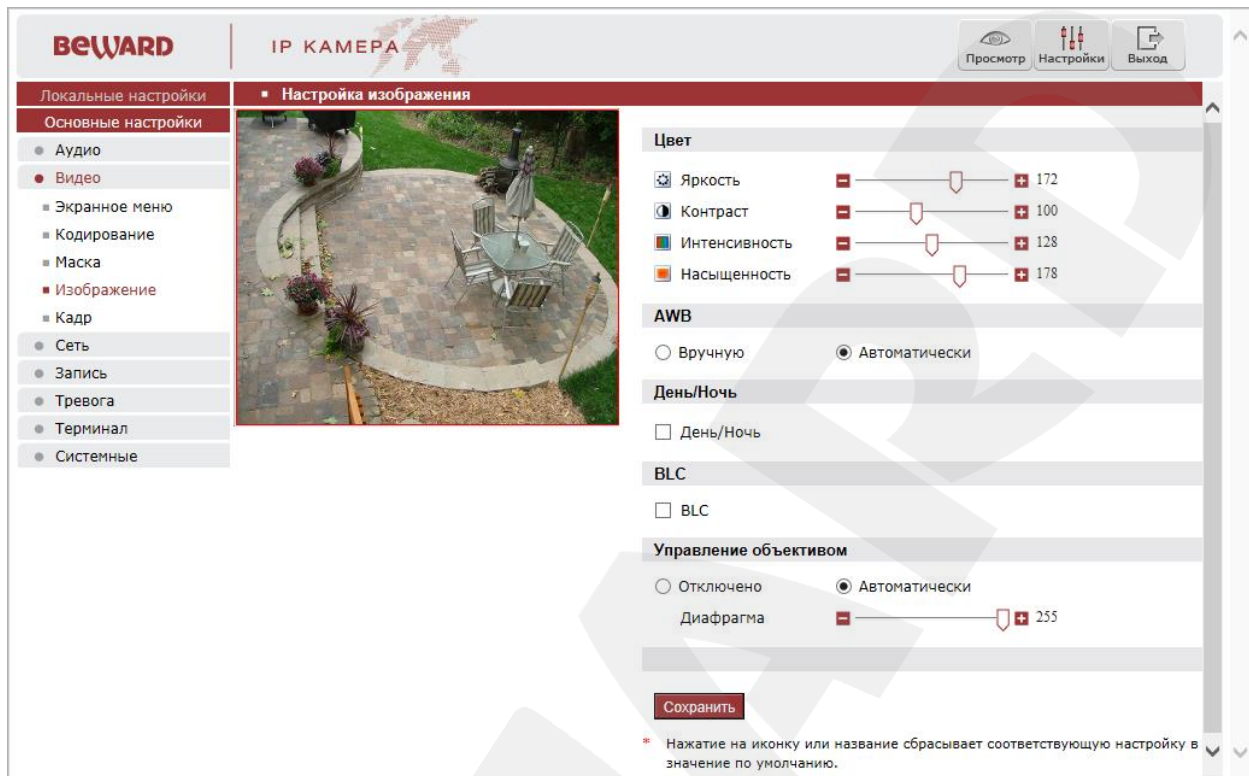 BEWARD
IP КАМЕРА
Просмотр
Настройки
Выход
Локальные настройки
Основные настройки
Аудио
Видео
Экранное меню
Кодирование
Маска
Изображение
Кадр
Сеть
Запись
Тревога
Терминал
Системные
Настройка изображения
Цвет
Яркость 172
Контраст 100
Интенсивность 128
Насыщенность 178
AWB
Вручную Автоматически
День/Ночь
День/Ночь
BLC
BLC
Управление объективом
Отключено Автоматически
Диафрагма 255
Сохранить
* Нажатие на иконку или название сбрасывает соответствующую настройку в
значение по умолчанию.